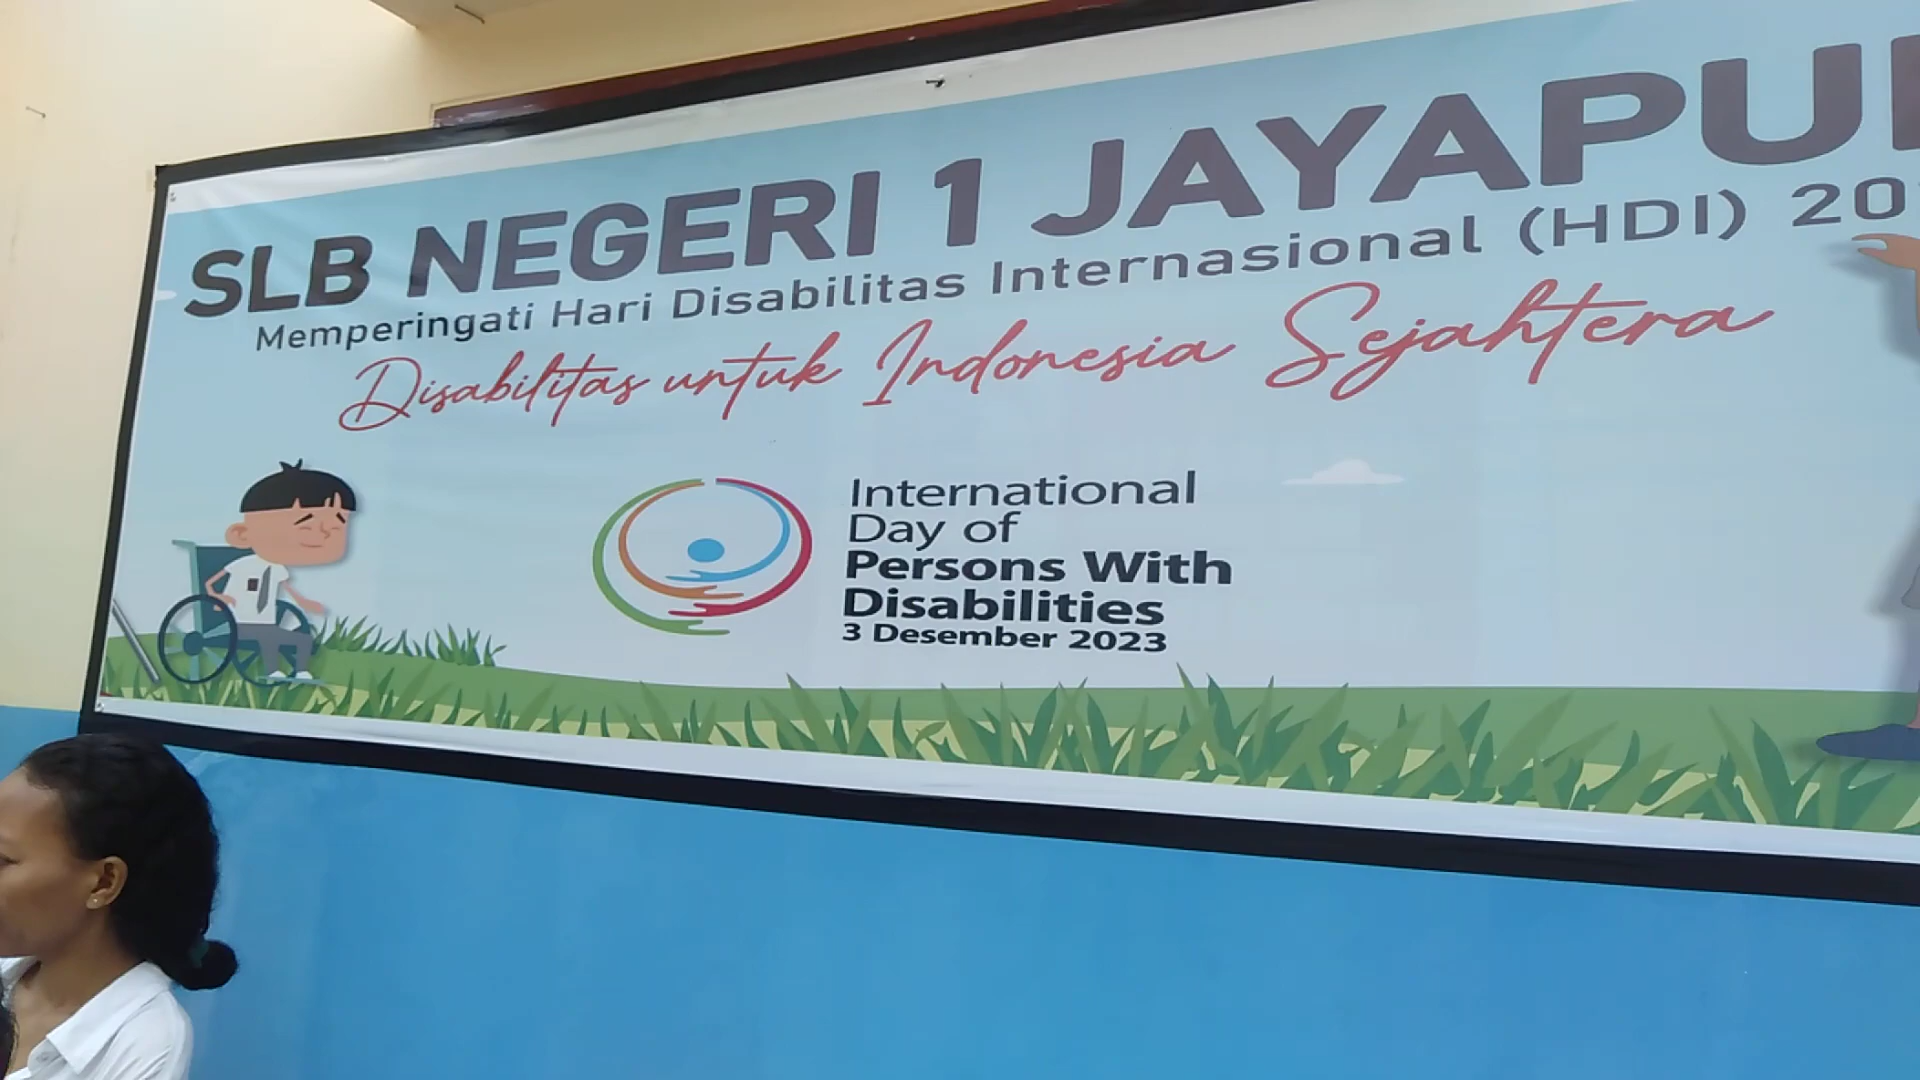 SLB NEGERI 1 JAYAPU
Memperingati Hari Disabilitas Internasional (HDI) 20
Disabilitas untuk Indonesia Sejahtera
International
Day of
Persons With
Disabilities
3 Desember 2023